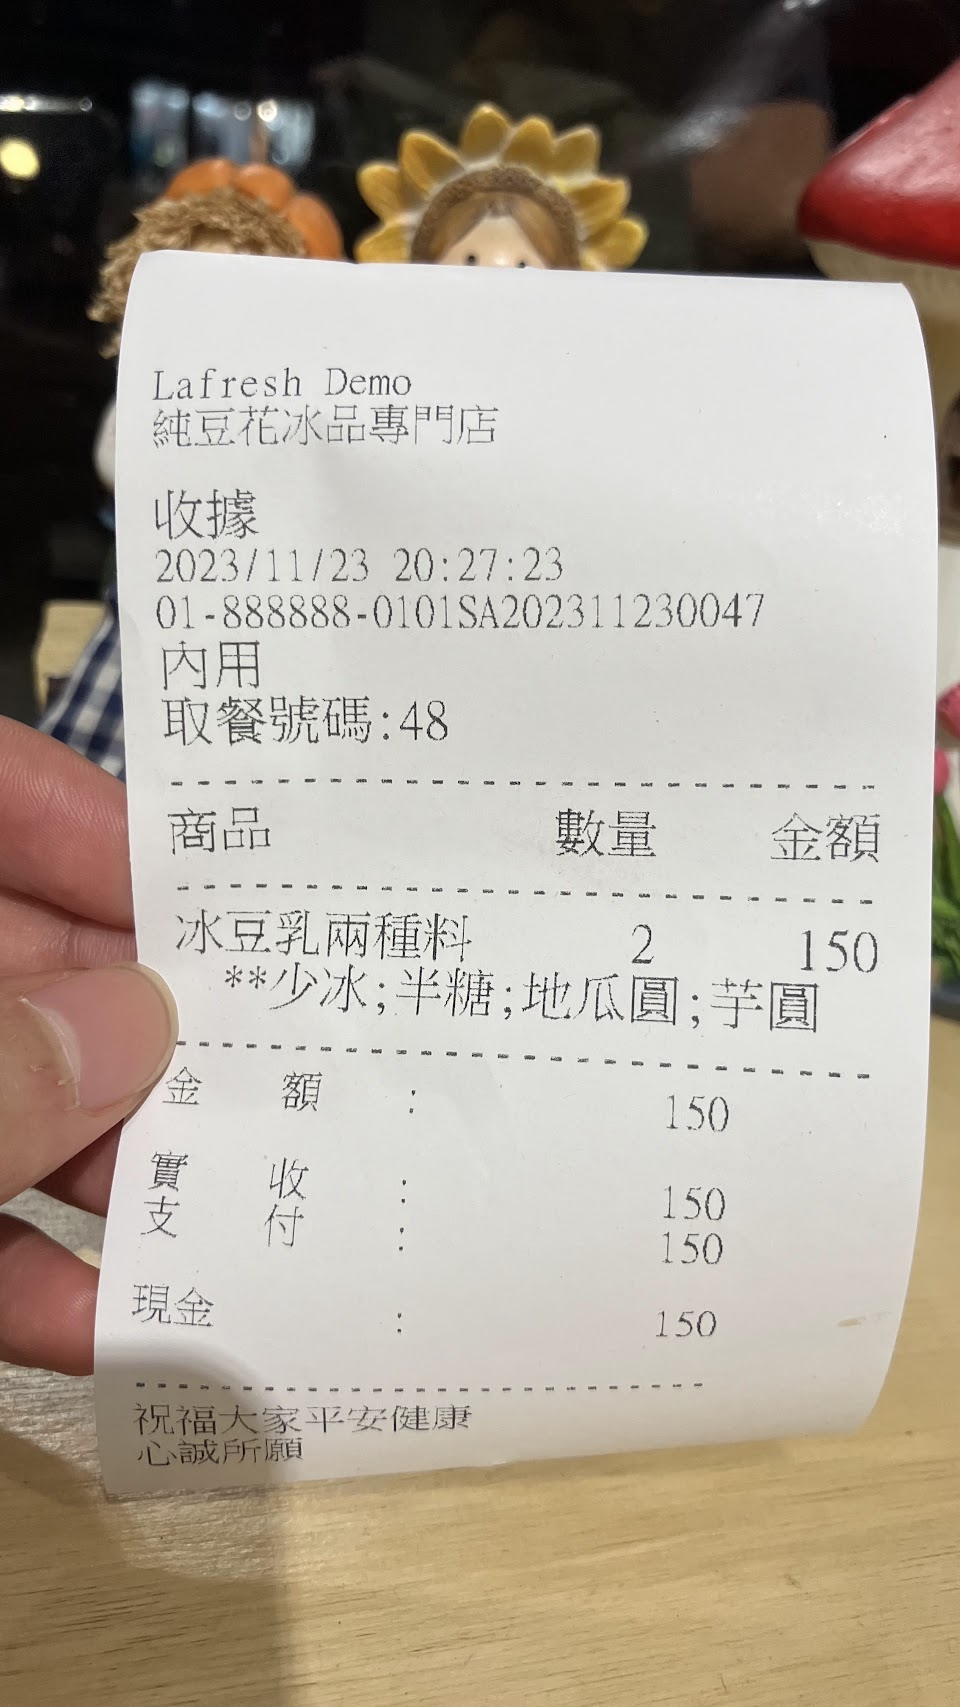 Lafresh Demo
純豆花冰品專門店
收據
2023/11/23 20:27:23
01-888888-0101SA202311230047
內用
取餐號碼:48
商品 數量 金額
冰豆乳兩種料 2 150
**少冰;半糖;地瓜圓;芋圓
金額: 150
實收: 150
支付: 150
現金: 150
祝福大家平安健康
心誠所願